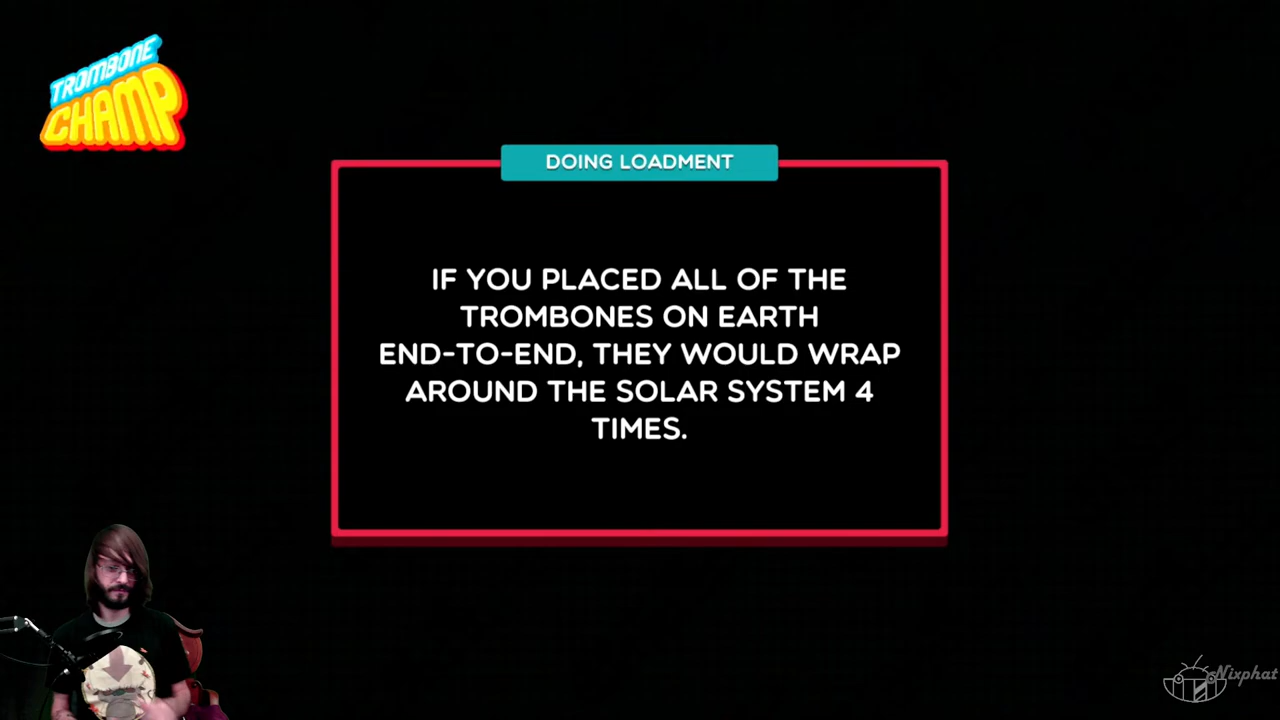 TROMBONE
CHAMP
DOING LOADMENT
IF YOU PLACED ALL OF THE
TROMBONES ON EARTH
END-TO-END, THEY WOULD WRAP
AROUND THE SOLAR SYSTEM 4
TIMES.
Nixphat